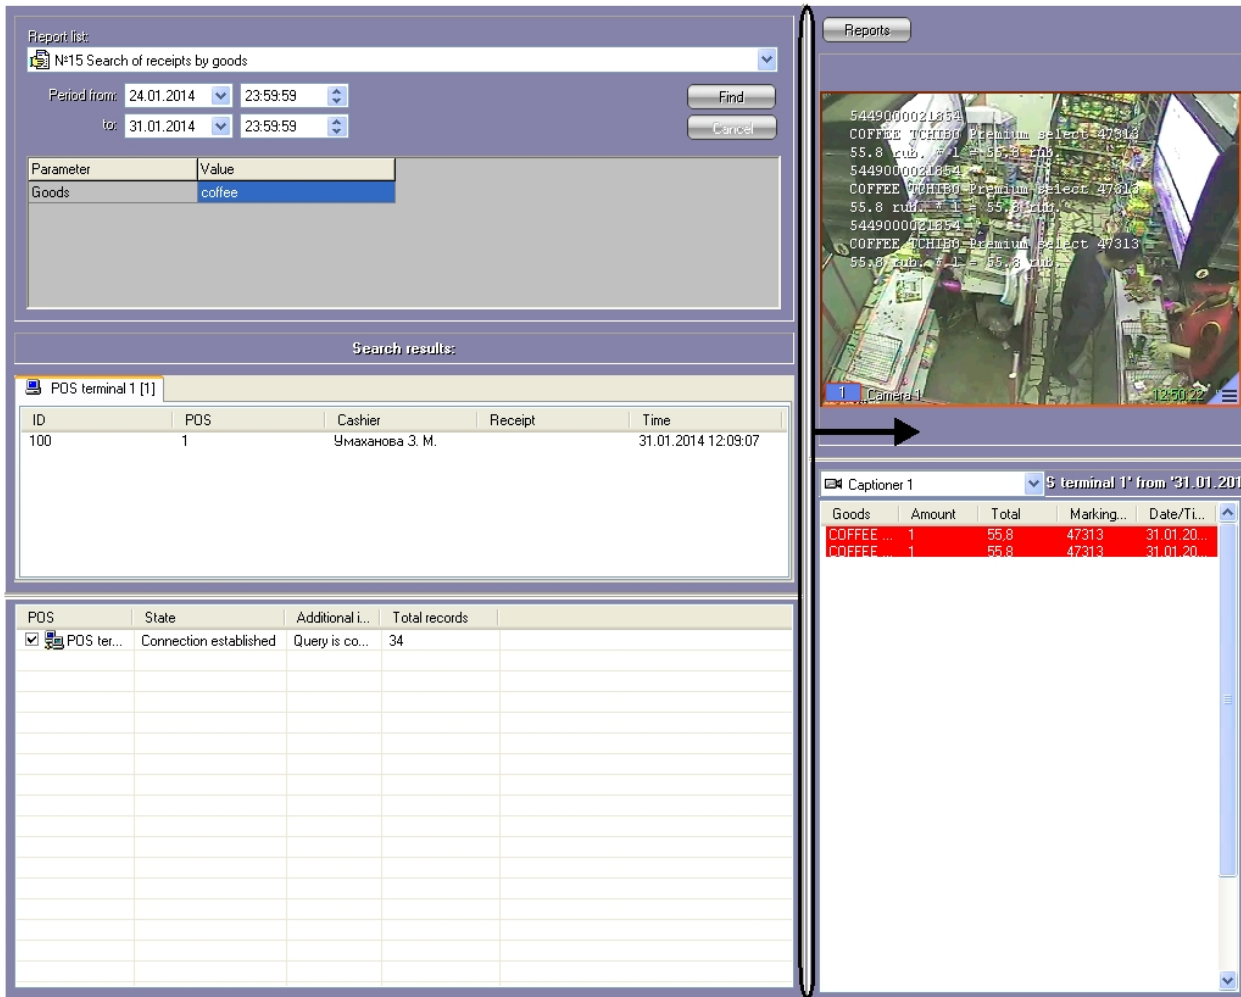 Report list:
№15 Search of receipts by goods
Period from: 24.01.2014 23:59:59
Find
to: 31.01.2014 23:59:59
Cancel
Parameter Value
Goods coffee
Search results:
POS terminal 1 [1]
ID POS Cashier Receipt Time
100 1 Умаханова З. М. 31.01.2014 12:09:07
POS State Additional i... Total records
POS ter... Connection established Query is co... 34
Reports
5449000021854
COFFEE TCHIBO Premium select 47313
55.8 rub. * 1 = 55.8 rub.
5449000021854
COFFEE TCHIBO Premium select 47313
55.8 rub. * 1 = 55.8 rub.
5449000021854
COFFEE TCHIBO Premium select 47313
55.8 rub. * 1 = 55.8 rub.
1 Camera 1 12:50:22
Captioner 1 S terminal 1' from '31.01.201
Goods Amount Total Marking... Date/Ti...
COFFEE ... 1 55,8 47313 31.01.20...
COFFEE ... 1 55,8 47313 31.01.20...